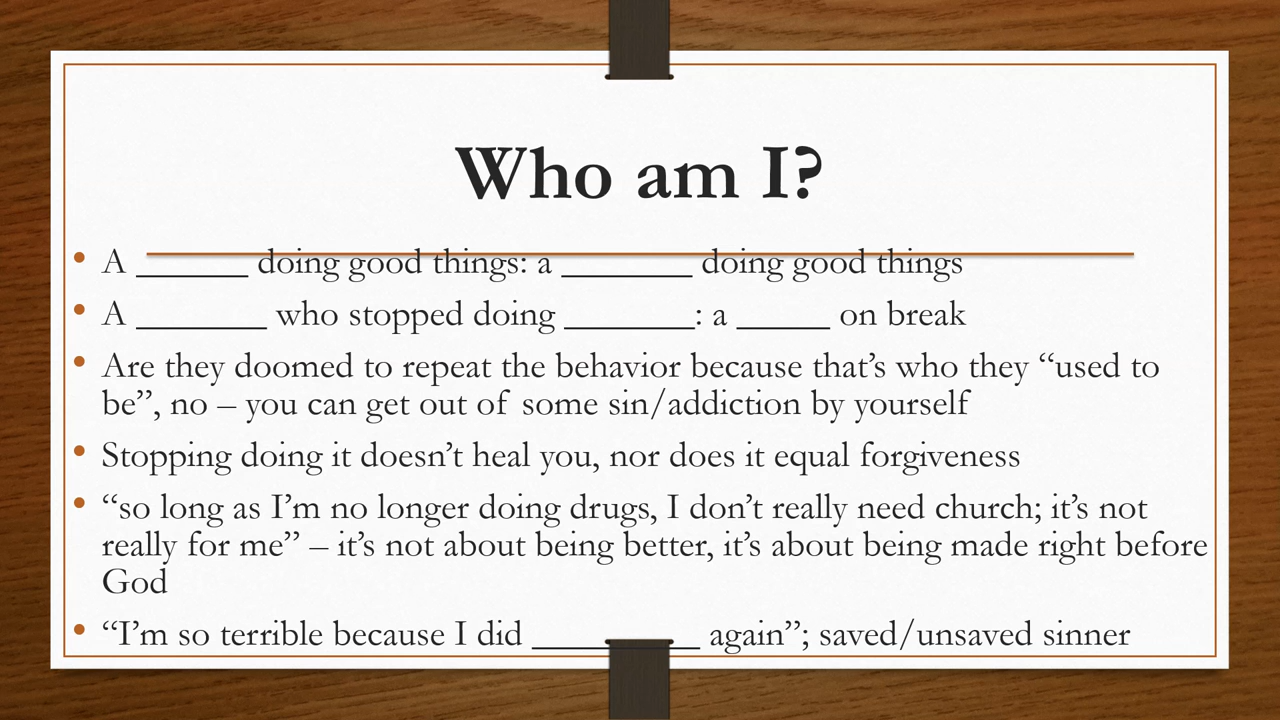 Who am I?
• A ______ doing good things: a _______ doing good things
• A _______ who stopped doing _______: a _____ on break
• Are they doomed to repeat the behavior because that’s who they “used to
be”, no – you can get out of some sin/addiction by yourself
• Stopping doing it doesn’t heal you, nor does it equal forgiveness
• “so long as I’m no longer doing drugs, I don’t really need church; it’s not
really for me” – it’s not about being better, it’s about being made right before
God
• “I’m so terrible because I did _________ again”; saved/unsaved sinner